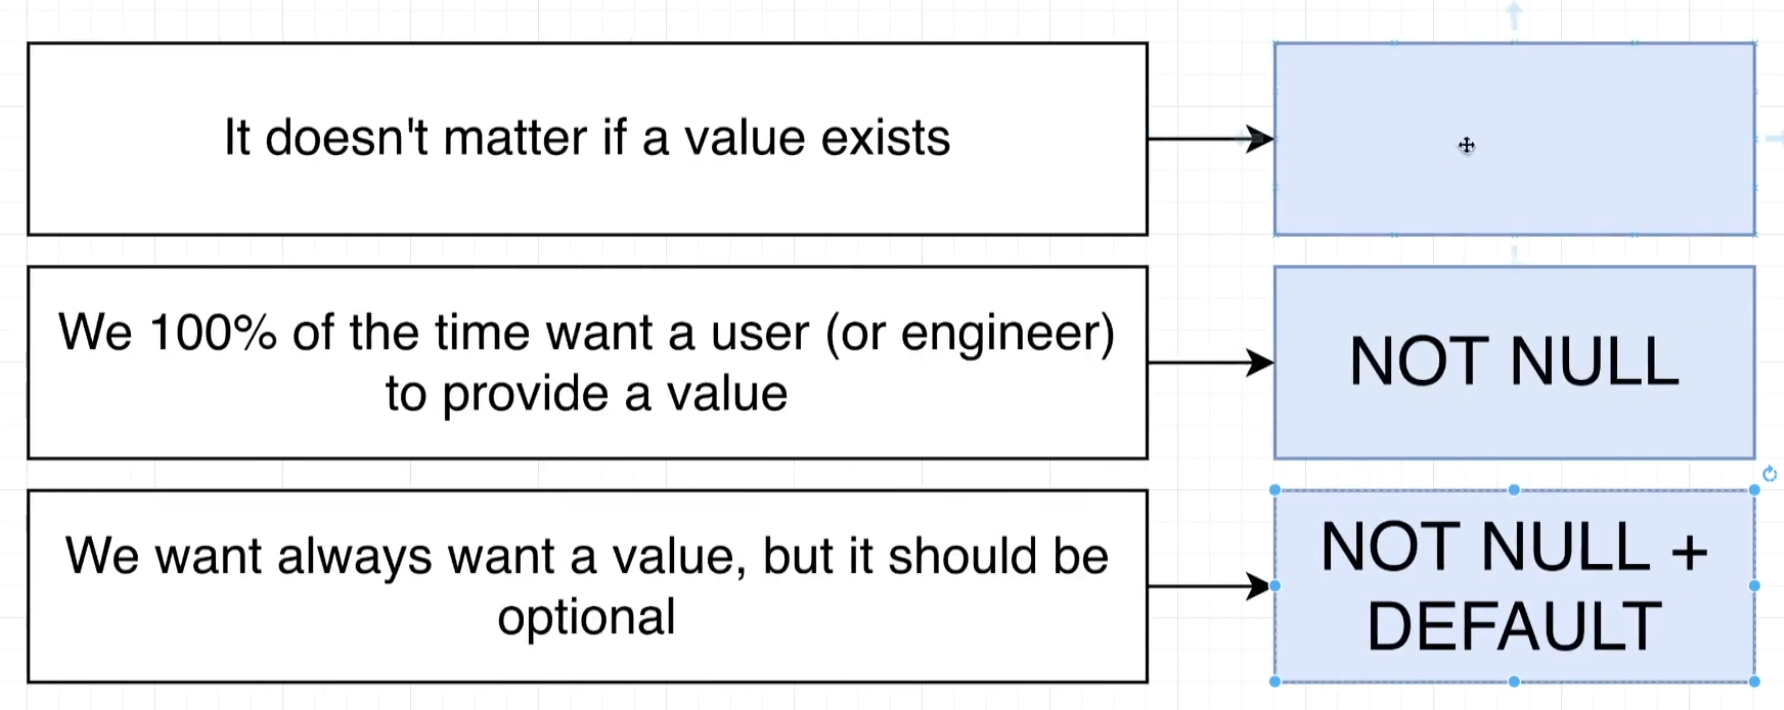 It doesn't matter if a value exists
We 100% of the time want a user (or engineer)
to provide a value
NOT NULL
We want always want a value, but it should be
optional
NOT NULL +
DEFAULT